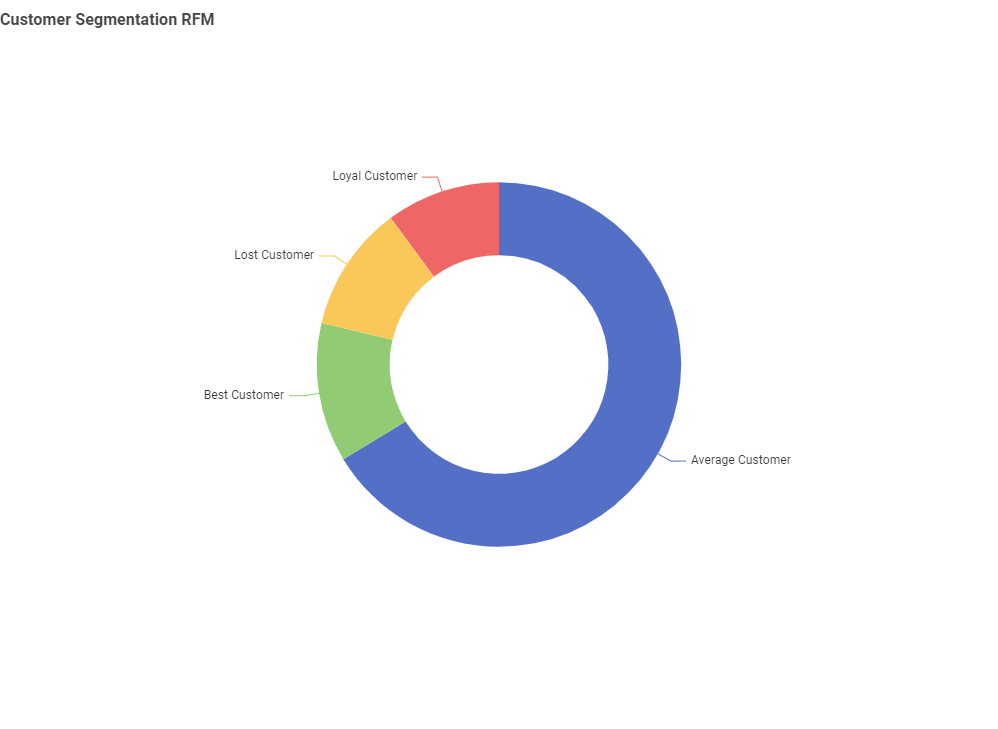 Customer Segmentation RFM
Loyal Customer
Lost Customer
Best Customer
Average Customer